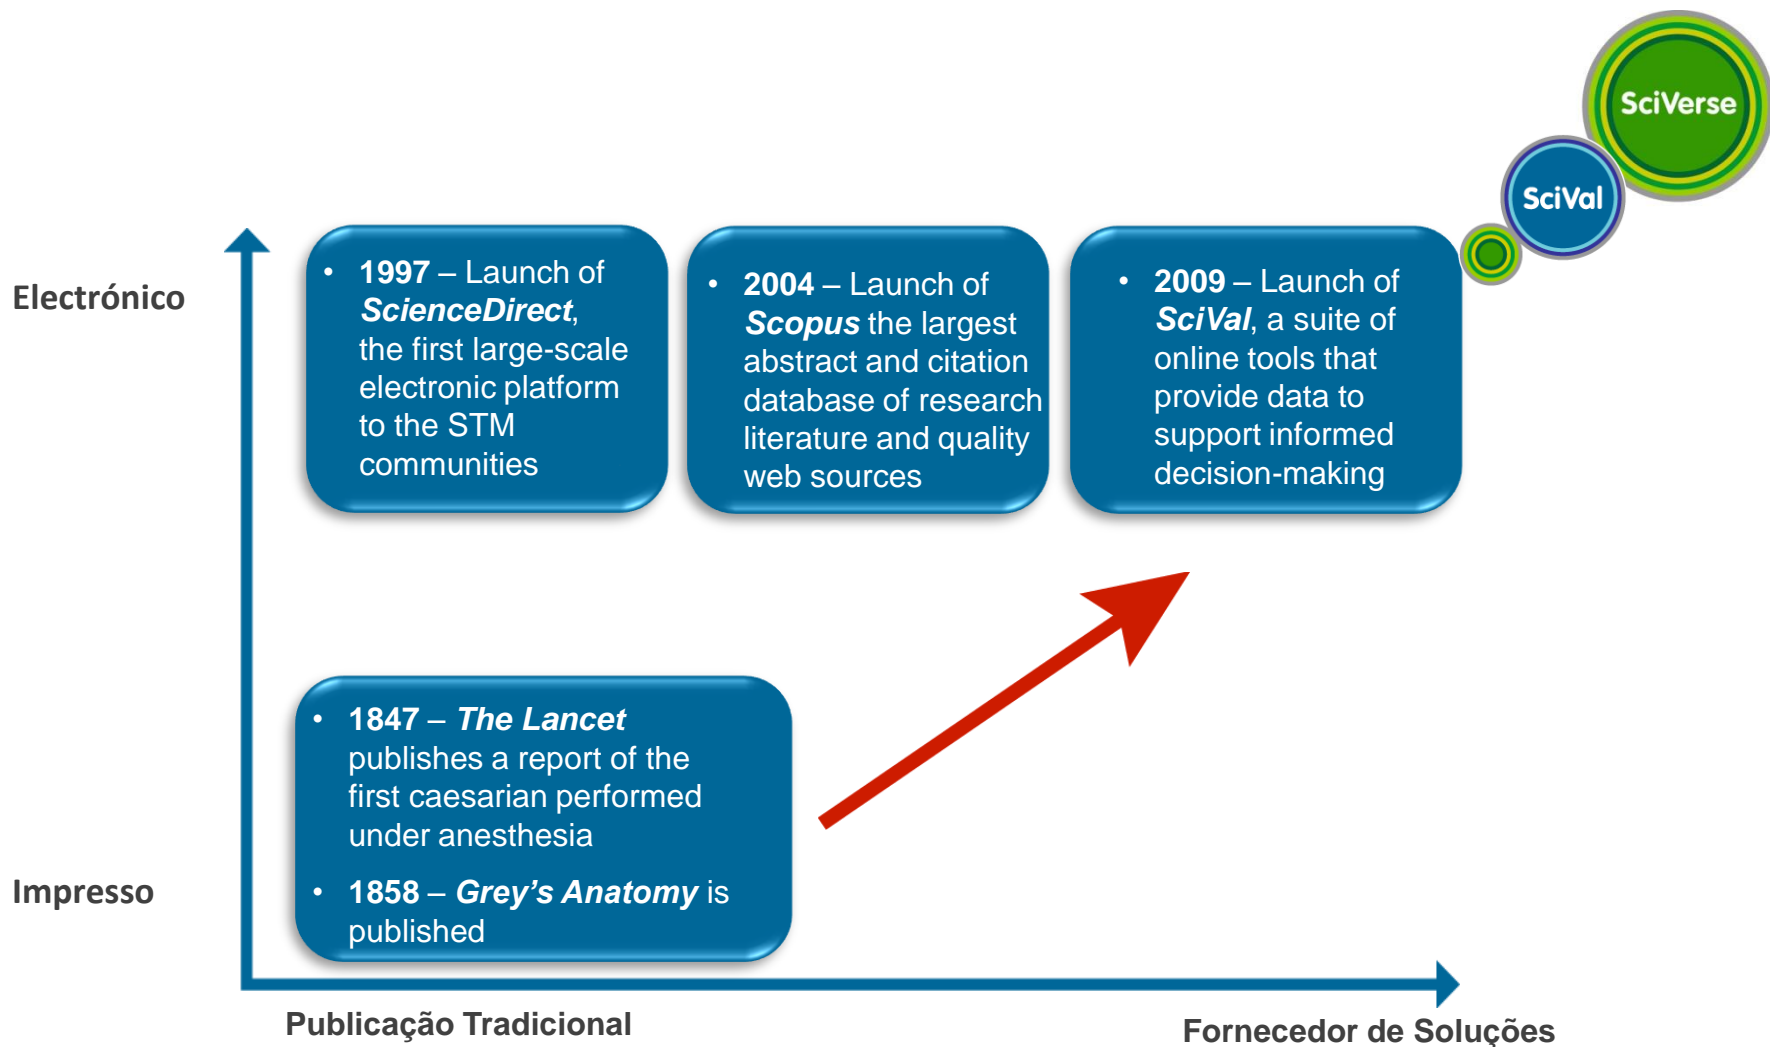 SciVerse
SciVal
Electrónico
• 1997 – Launch of
ScienceDirect,
the first large-scale
electronic platform
to the STM
communities
• 2004 – Launch of
Scopus the largest
abstract and citation
database of research
literature and quality
web sources
• 2009 – Launch of
SciVal, a suite of
online tools that
provide data to
support informed
decision-making
Impresso
• 1847 – The Lancet
publishes a report of the
first caesarian performed
under anesthesia
• 1858 – Grey’s Anatomy is
published
Publicação Tradicional
Fornecedor de Soluções